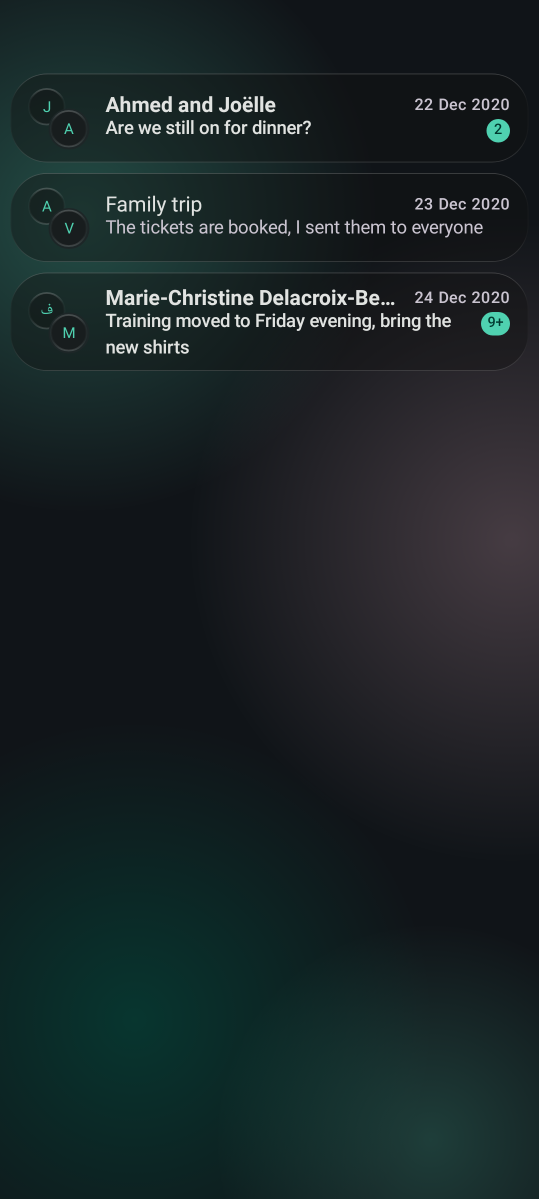 J
A
Ahmed and Joëlle
22 Dec 2020
Are we still on for dinner?
2
A
V
Family trip
23 Dec 2020
The tickets are booked, I sent them to everyone
ف
M
Marie-Christine Delacroix-Be…
24 Dec 2020
Training moved to Friday evening, bring the
new shirts
9+